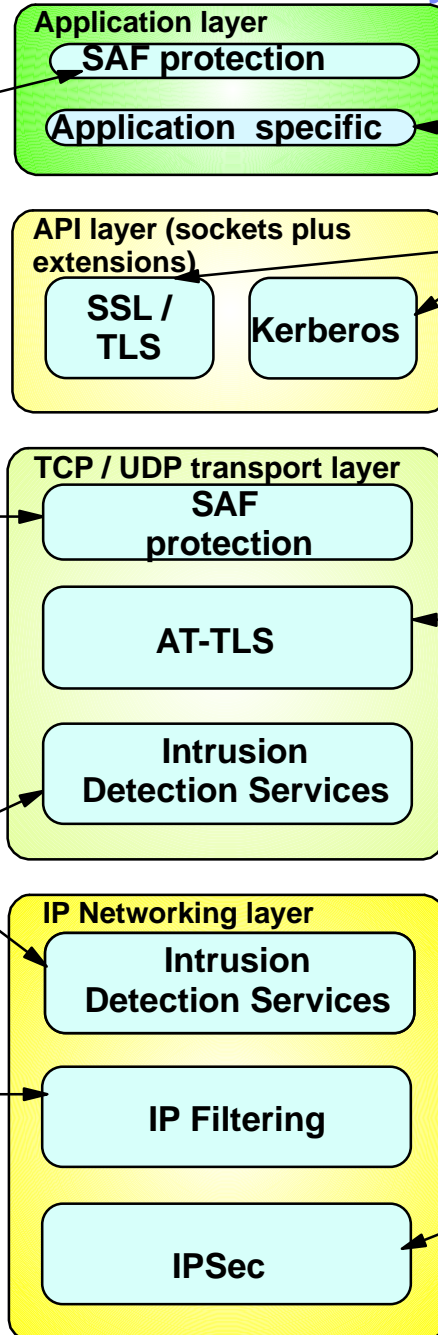 Application layer
SAF protection
Application specific
API layer (sockets plus
extensions)
SSL /
TLS
Kerberos
TCP / UDP transport layer
SAF
protection
AT-TLS
Intrusion
Detection Services
IP Networking layer
Intrusion
Detection Services
IP Filtering
IPSec